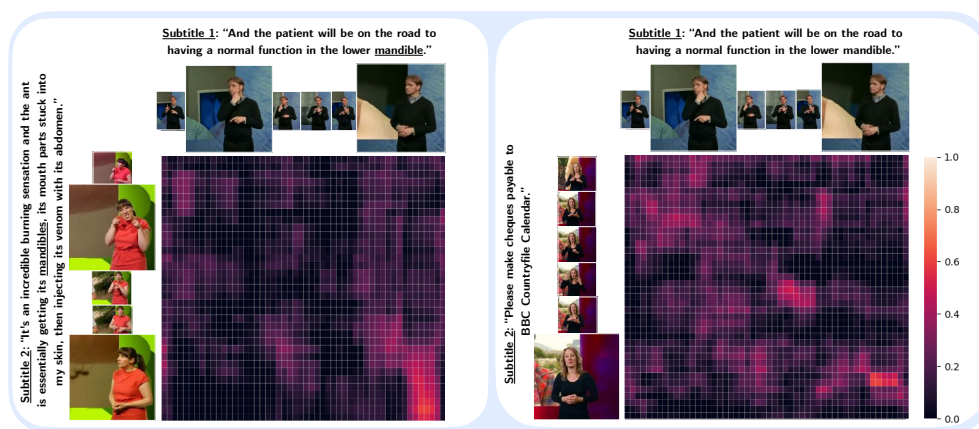 Subtitle 1: “And the patient will be on the road to
having a normal function in the lower mandible.”
Subtitle 2: “It’s an incredible burning sensation and the ant
is essentially getting its mandibles, its mouth parts stuck into
my skin, then injecting its venom with its abdomen.”
Subtitle 1: “And the patient will be on the road to
having a normal function in the lower mandible.”
Subtitle 2: “Please make cheques payable to
BBC Countryfile Calendar.”
1.0
0.8
0.6
0.4
0.2
0.0